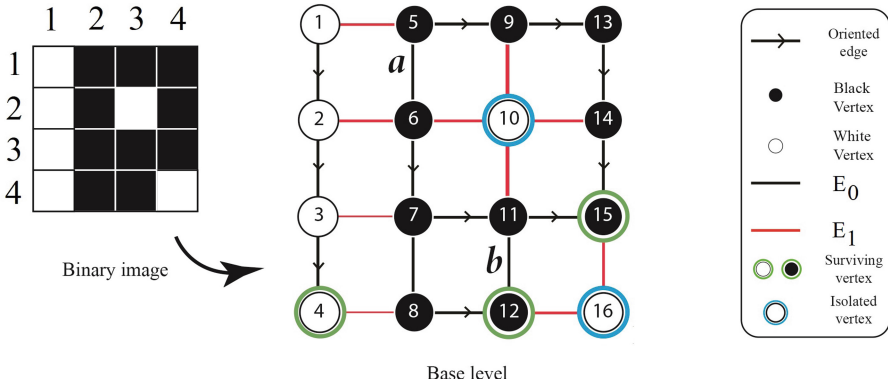 1 2 3 4
1
2
3
4
Binary image
1 5 9 13
a
2 6 10 14
3 7 11 15
b
4 8 12 16
Base level
Oriented
edge
Black
Vertex
White
Vertex
E0
E1
Surviving
vertex
Isolated
vertex